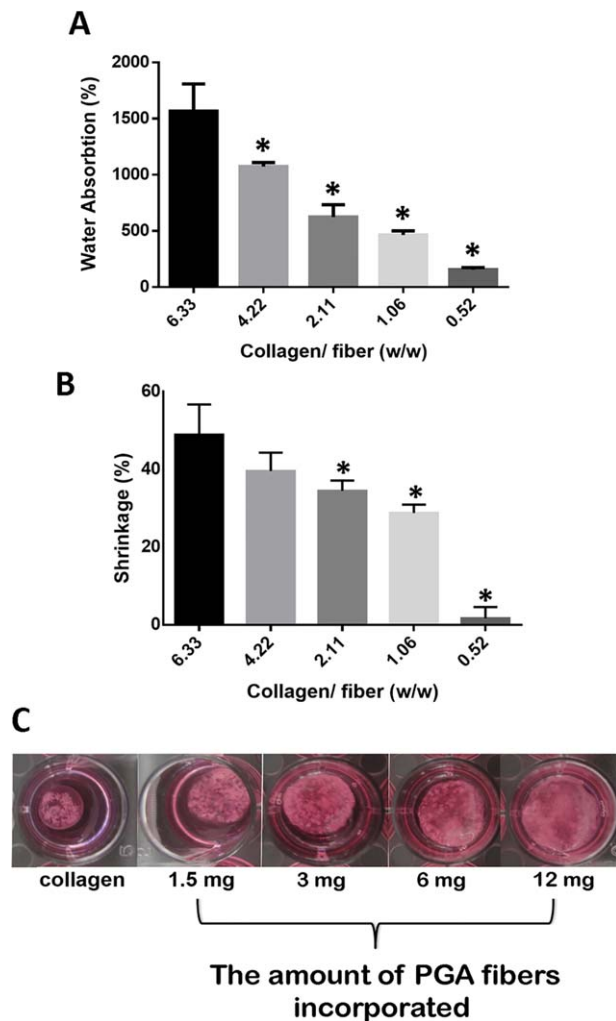 A
Water Absorbtion (%)
2000
1500
1000
500
0
*
*
*
*
6.33
4.22
2.11
1.06
0.52
Collagen/ fiber (w/w)
B
Shrinkage (%)
60
40
20
0
*
*
*
6.33
4.22
2.11
1.06
0.52
Collagen/ fiber (w/w)
C
collagen 1.5 mg 3 mg 6 mg 12 mg
The amount of PGA fibers
incorporated